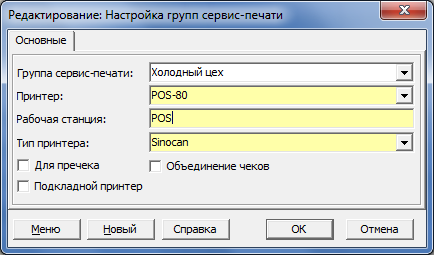 Редактирование: Настройка групп сервис-печати
Основные
Группа сервис-печати: Холодный цех
Принтер: POS-80
Рабочая станция: POS
Тип принтера: Sinocan
Для пречека Объединение чеков
Подкладной принтер
Меню Новый Справка ОК Отмена